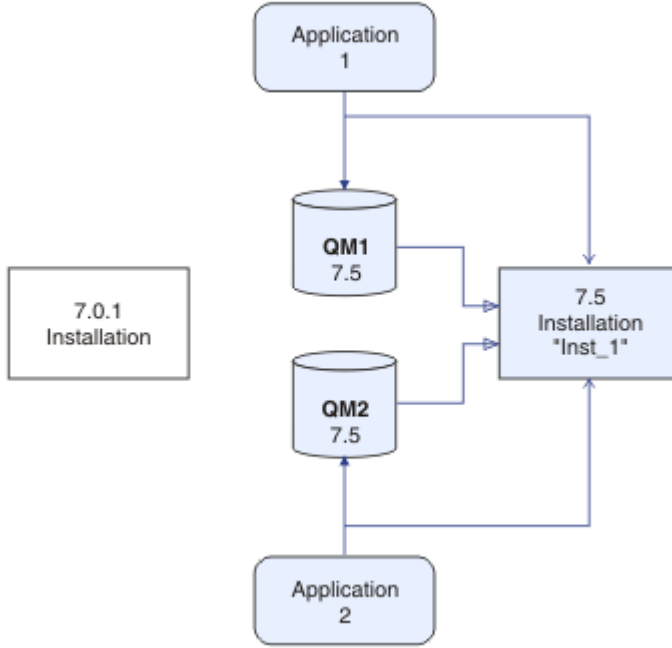 Application
1
QM1
7.5
7.0.1
Installation
7.5
Installation
"Inst_1"
QM2
7.5
Application
2